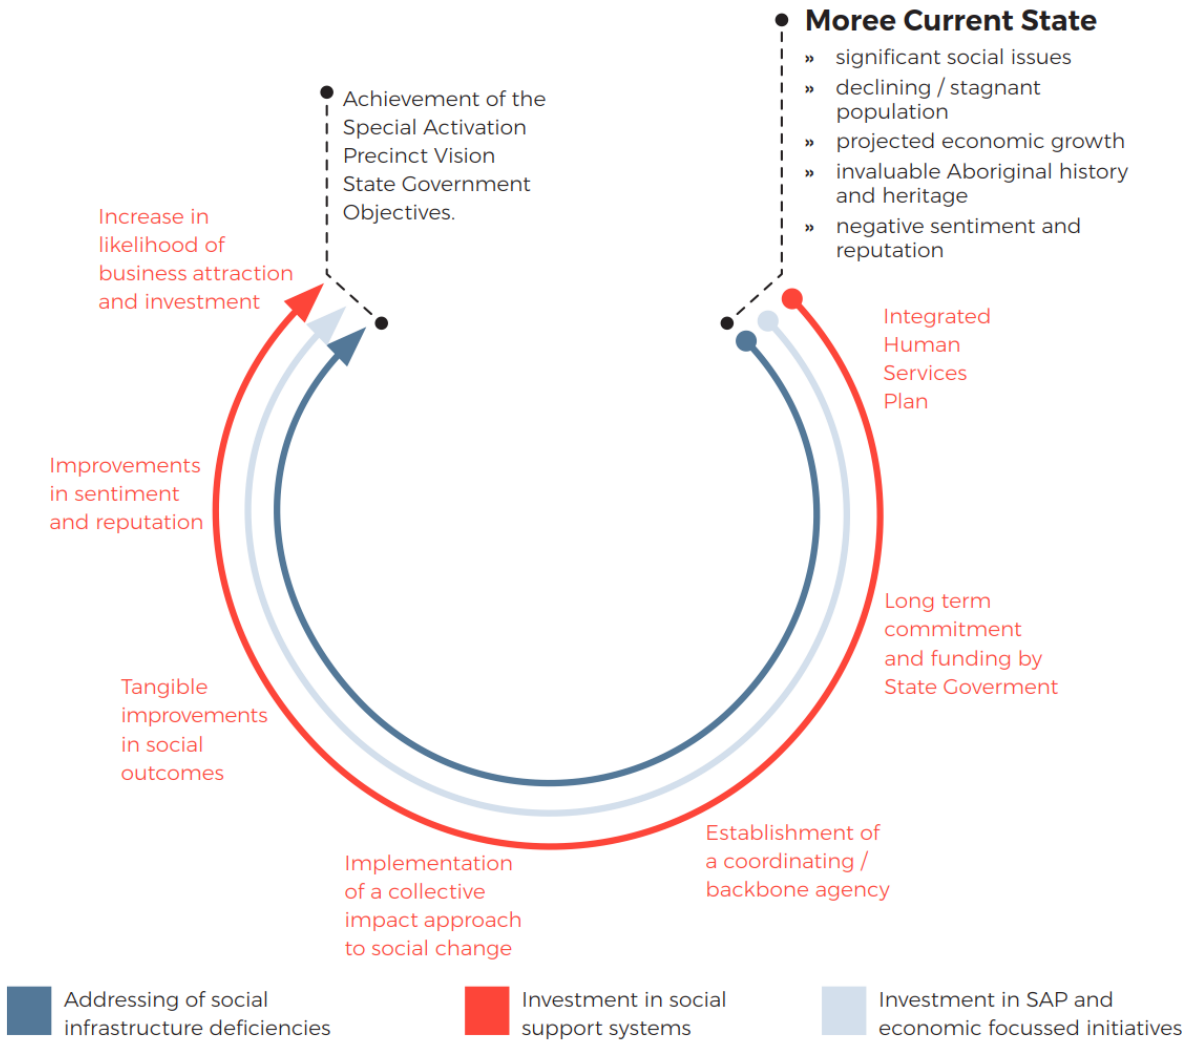 Moree Current State
» significant social issues
» declining / stagnant
population
» projected economic growth
» invaluable Aboriginal history
and heritage
» negative sentiment and
reputation
Achievement of the
Special Activation
Precinct Vision
State Government
Objectives.
Integrated
Human
Services
Plan
Long term
commitment
and funding by
State Goverment
Establishment of
a coordinating /
backbone agency
Implementation
of a collective
impact approach
to social change
Tangible
improvements
in social
outcomes
Improvements
in sentiment
and reputation
Increase in
likelihood of
business attraction
and investment
Addressing of social
infrastructure deficiencies
Investment in social
support systems
Investment in SAP and
economic focussed initiatives